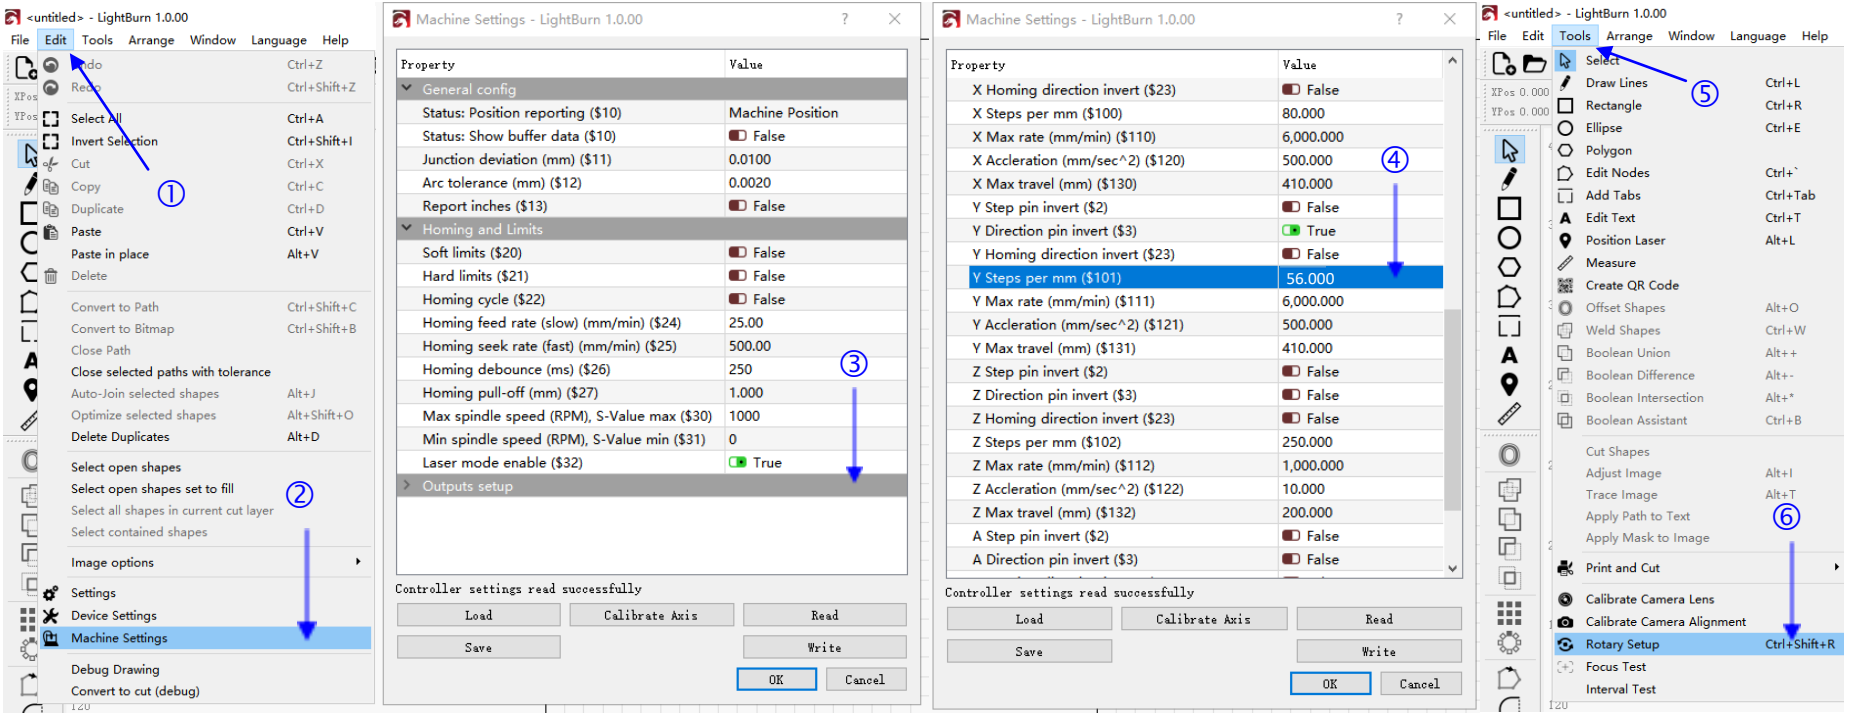 <untitled> - LightBurn 1.0.00
File Edit Tools Arrange Window Language Help
①
Undo Ctrl+Z
Redo Ctrl+Shift+Z
XPos
YPos
Select All Ctrl+A
Invert Selection Ctrl+Shift+I
Cut Ctrl+X
Copy Ctrl+C
Duplicate Ctrl+D
Paste Ctrl+V
Paste in place Alt+V
Delete
Convert to Path Ctrl+Shift+C
Convert to Bitmap Ctrl+Shift+B
Close Path
Close selected paths with tolerance
Auto-Join selected shapes Alt+J
Optimize selected shapes Alt+Shift+O
Delete Duplicates Alt+D
Select open shapes
Select open shapes set to fill
②
Select all shapes in current cut layer
Select contained shapes
Image options
Settings
Device Settings
Machine Settings
Debug Drawing
Convert to cut (debug)
120
Machine Settings - LightBurn 1.0.00 ?
Property Value
General config
Status: Position reporting ($10) Machine Position
Status: Show buffer data ($10) False
Junction deviation (mm) ($11) 0.0100
Arc tolerance (mm) ($12) 0.0020
Report inches ($13) False
Homing and Limits
Soft limits ($20) False
Hard limits ($21) False
Homing cycle ($22) False
Homing feed rate (slow) (mm/min) ($24) 25.00
Homing seek rate (fast) (mm/min) ($25) 500.00
③
Homing debounce (ms) ($26) 250
Homing pull-off (mm) ($27) 1.000
Max spindle speed (RPM), S-Value max ($30) 1000
Min spindle speed (RPM), S-Value min ($31) 0
Laser mode enable ($32) True
Outputs setup
Controller settings read successfully
Load Calibrate Axis Read
Save Write
OK Cancel
Machine Settings - LightBurn 1.0.00 ?
Property Value
X Homing direction invert ($23) False
X Steps per mm ($100) 80.000
X Max rate (mm/min) ($110) 6,000.000
X Accleration (mm/sec^2) ($120) 500.000
④
X Max travel (mm) ($130) 410.000
Y Step pin invert ($2) False
Y Direction pin invert ($3) True
Y Homing direction invert ($23) False
Y Steps per mm ($101) 56.000
Y Max rate (mm/min) ($111) 6,000.000
Y Accleration (mm/sec^2) ($121) 500.000
Y Max travel (mm) ($131) 410.000
Z Step pin invert ($2) False
Z Direction pin invert ($3) False
Z Homing direction invert ($23) False
Z Steps per mm ($102) 250.000
Z Max rate (mm/min) ($112) 1,000.000
Z Accleration (mm/sec^2) ($122) 10.000
Z Max travel (mm) ($132) 200.000
A Step pin invert ($2) False
A Direction pin invert ($3) False
Controller settings read successfully
Load Calibrate Axis Read
Save Write
OK Cancel
<untitled> - LightBurn 1.0.00
File Edit Tools Arrange Window Language Help
Select
⑤
XPos 0.000
YPos 0.000
Draw Lines Ctrl+L
Rectangle Ctrl+R
Ellipse Ctrl+E
Polygon
Edit Nodes Ctrl+`
Add Tabs Ctrl+Tab
Edit Text Ctrl+T
Position Laser Alt+L
Measure
Create QR Code
Offset Shapes Alt+O
Weld Shapes Ctrl+W
Boolean Union Alt++
Boolean Difference Alt+-
Boolean Intersection Alt+*
Boolean Assistant Ctrl+B
Cut Shapes
Adjust Image Alt+I
Trace Image Alt+T
Apply Path to Text
⑥
Apply Mask to Image
Print and Cut
Calibrate Camera Lens
Calibrate Camera Alignment
Rotary Setup Ctrl+Shift+R
Focus Test
Interval Test
120